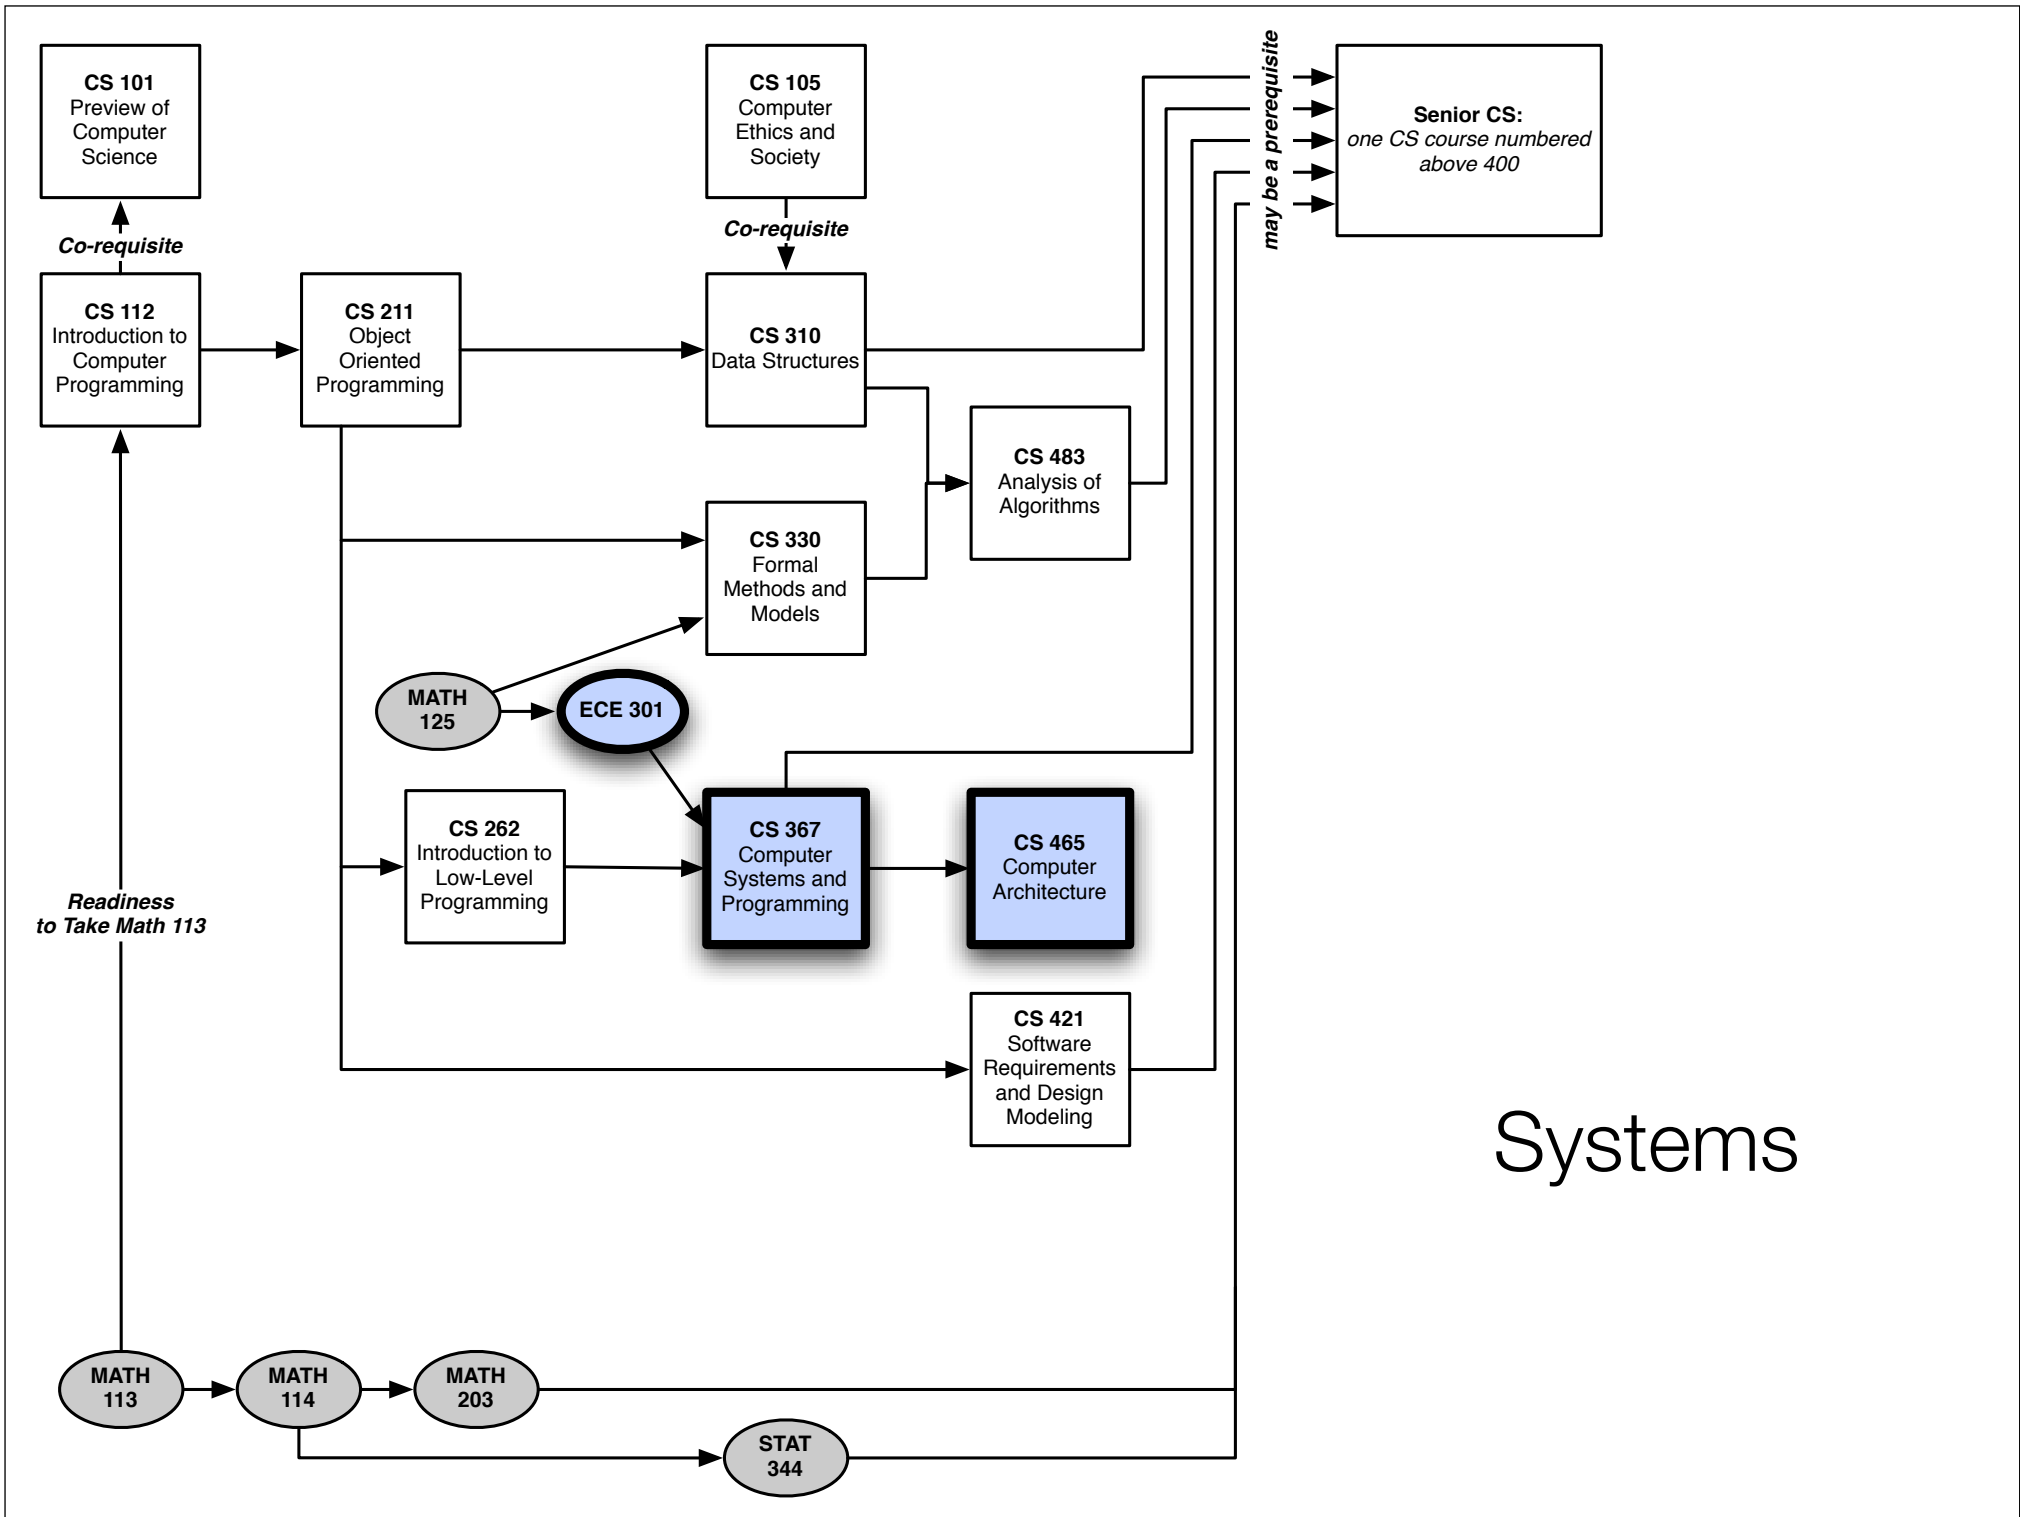 CS 101
Preview of
Computer
Science
CS 105
Computer
Ethics and
Society
may be a prerequisite
Senior CS:
one CS course numbered
above 400
Co-requisite
Co-requisite
CS 112
Introduction to
Computer
Programming
CS 211
Object
Oriented
Programming
CS 310
Data Structures
CS 483
Analysis of
Algorithms
CS 330
Formal
Methods and
Models
MATH
125
ECE 301
CS 262
Introduction to
Low-Level
Programming
CS 367
Computer
Systems and
Programming
CS 465
Computer
Architecture
Readiness
to Take Math 113
CS 421
Software
Requirements
and Design
Modeling
Systems
MATH
113
MATH
114
MATH
203
STAT
344